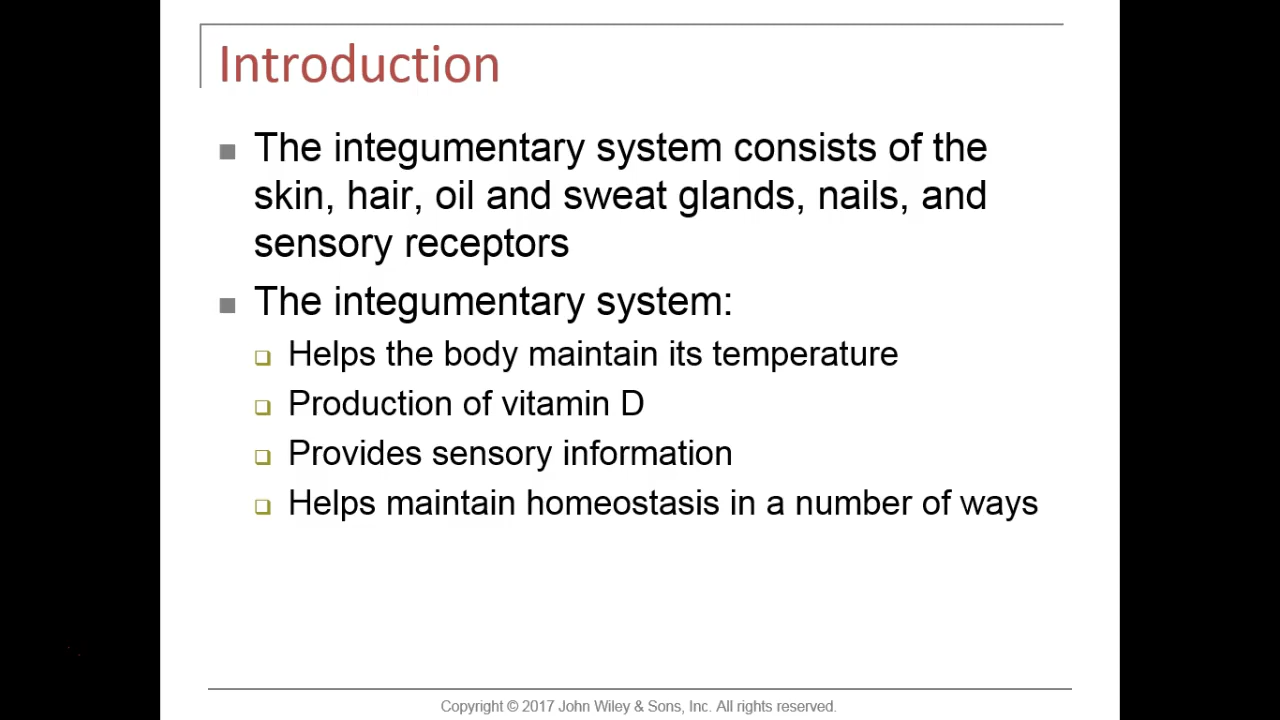 Introduction
■ The integumentary system consists of the
skin, hair, oil and sweat glands, nails, and
sensory receptors
■ The integumentary system:
❑ Helps the body maintain its temperature
❑ Production of vitamin D
❑ Provides sensory information
❑ Helps maintain homeostasis in a number of ways
Copyright © 2017 John Wiley & Sons, Inc. All rights reserved.